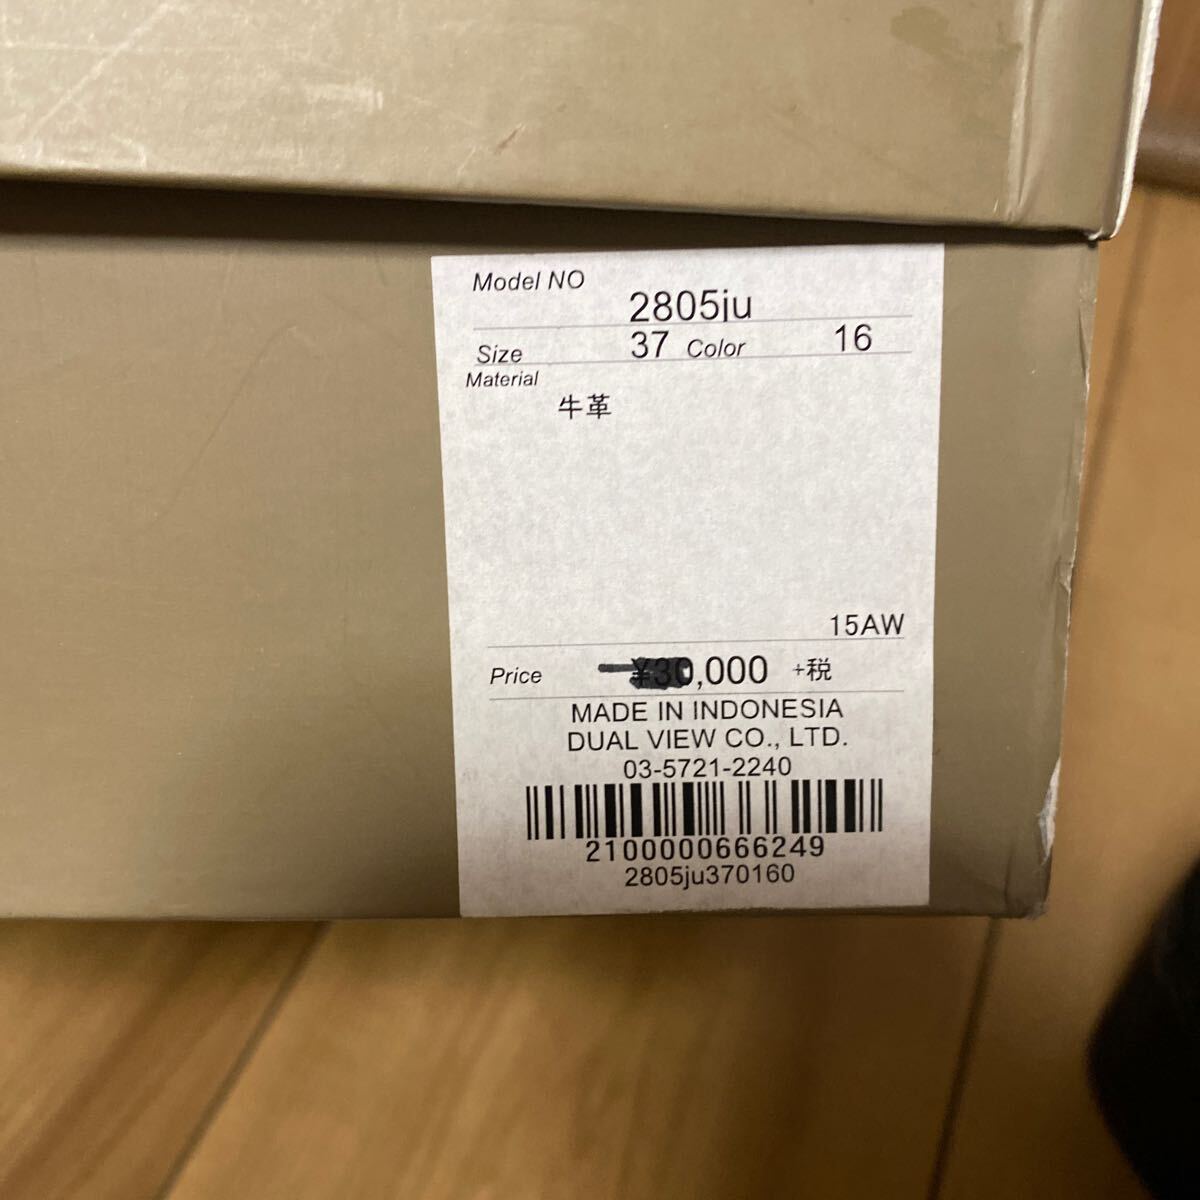 Model NO
2805ju
Size 37 Color 16
Material
牛革
15AW
Price ¥30,000 +税
MADE IN INDONESIA
DUAL VIEW CO., LTD.
03-5721-2240
2100000666249
2805ju370160